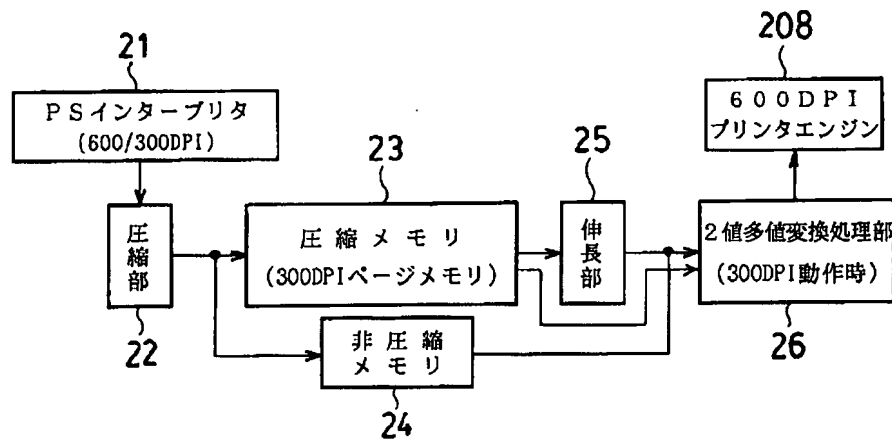 21
PSインタープリタ
(600/300DPI)
圧縮部
22
23
圧縮メモリ
(300DPIページメモリ)
非圧縮
メモリ
24
25
伸長部
208
600DPI
プリンタエンジン
2値多値変換処理部
(300DPI動作時)
26